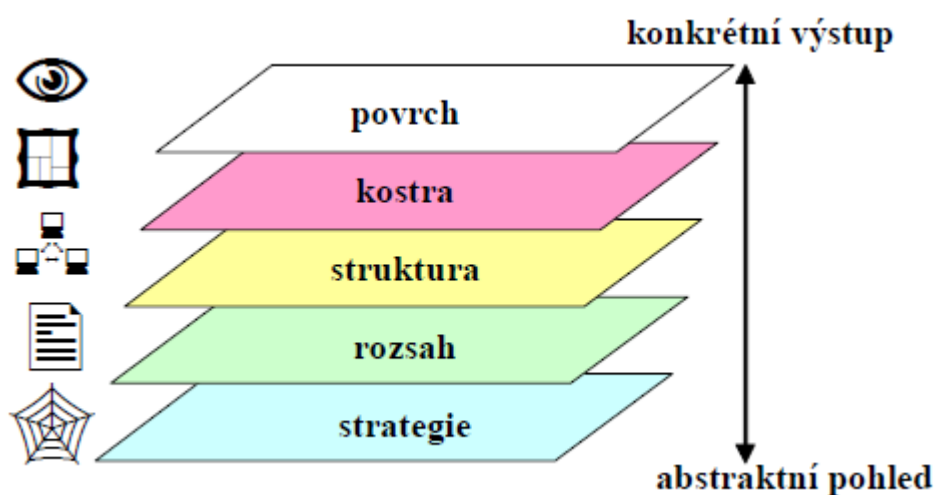 konkrétní výstup
povrch
kostra
struktura
rozsah
strategie
abstraktní pohled